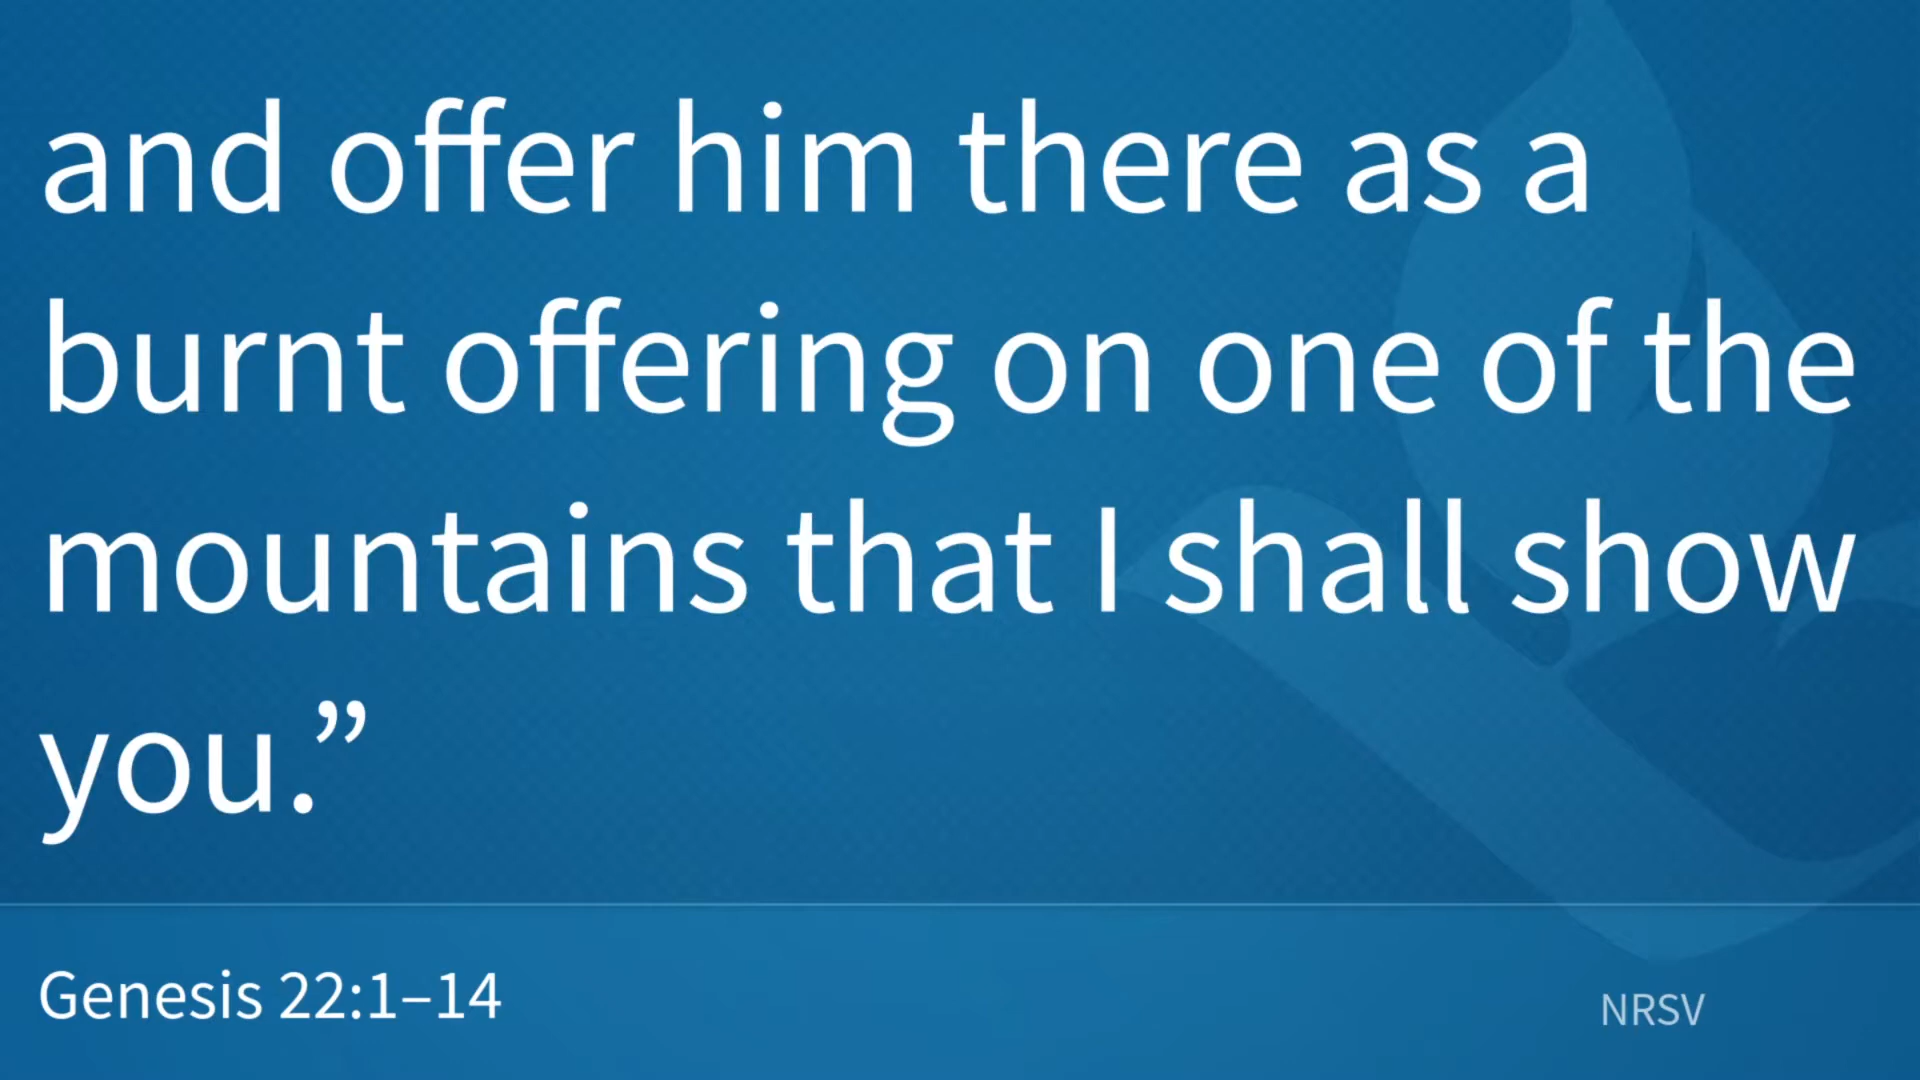 and offer him there as a
burnt offering on one of the
mountains that I shall show
you.”
Genesis 22:1–14
NRSV